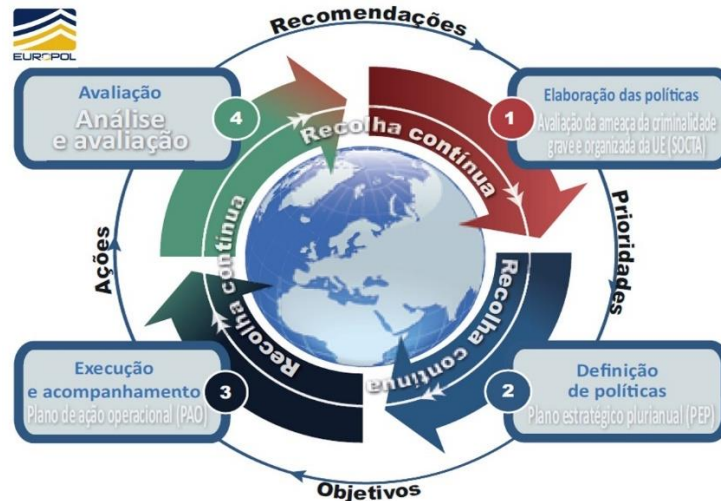 EUROPOL
Recomendações
Avaliação
Análise
e avaliação
4
Elaboração das políticas
Avaliação da ameaça da criminalidade
grave e organizada da UE (SOCTA)
1
Recolha contínua
Prioridades
Recolha contínua
Definição
de políticas
Plano estratégico plurianual (PEP)
2
Objetivos
Execução
e acompanhamento
Plano de ação operacional (PAO)
3
Recolha contínua
Recolha contínua
Ações